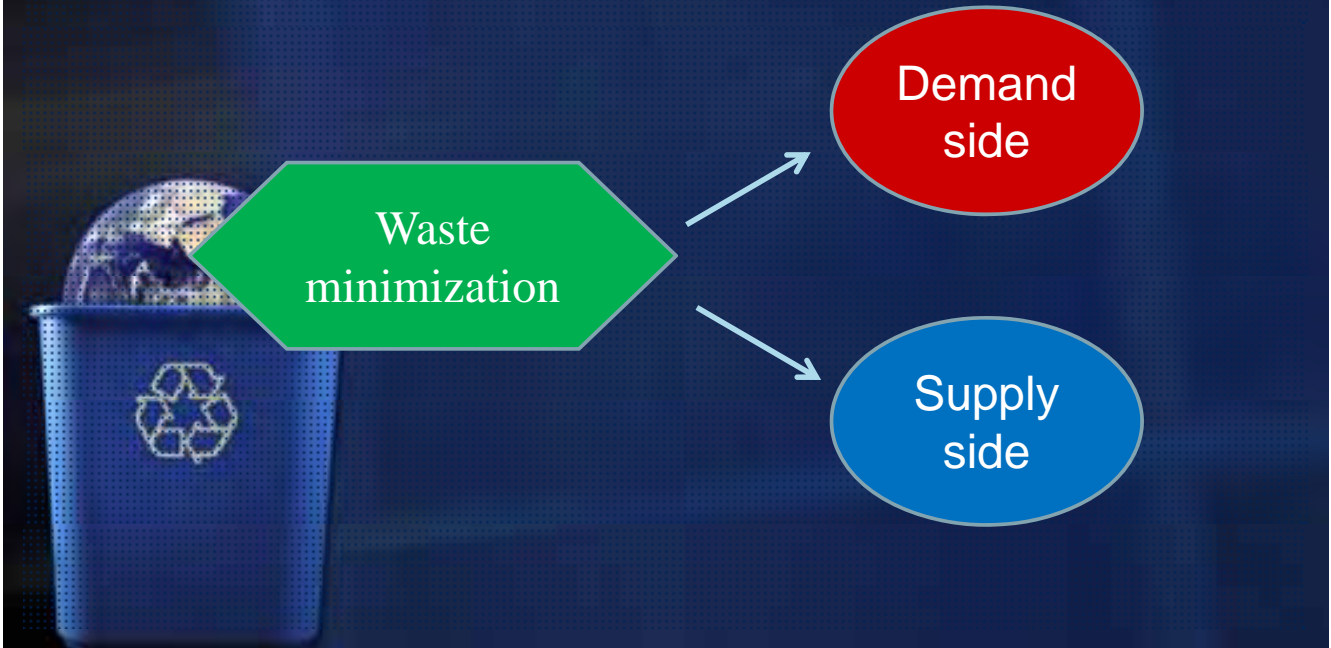 Demand
side
Waste
minimization
Supply
side